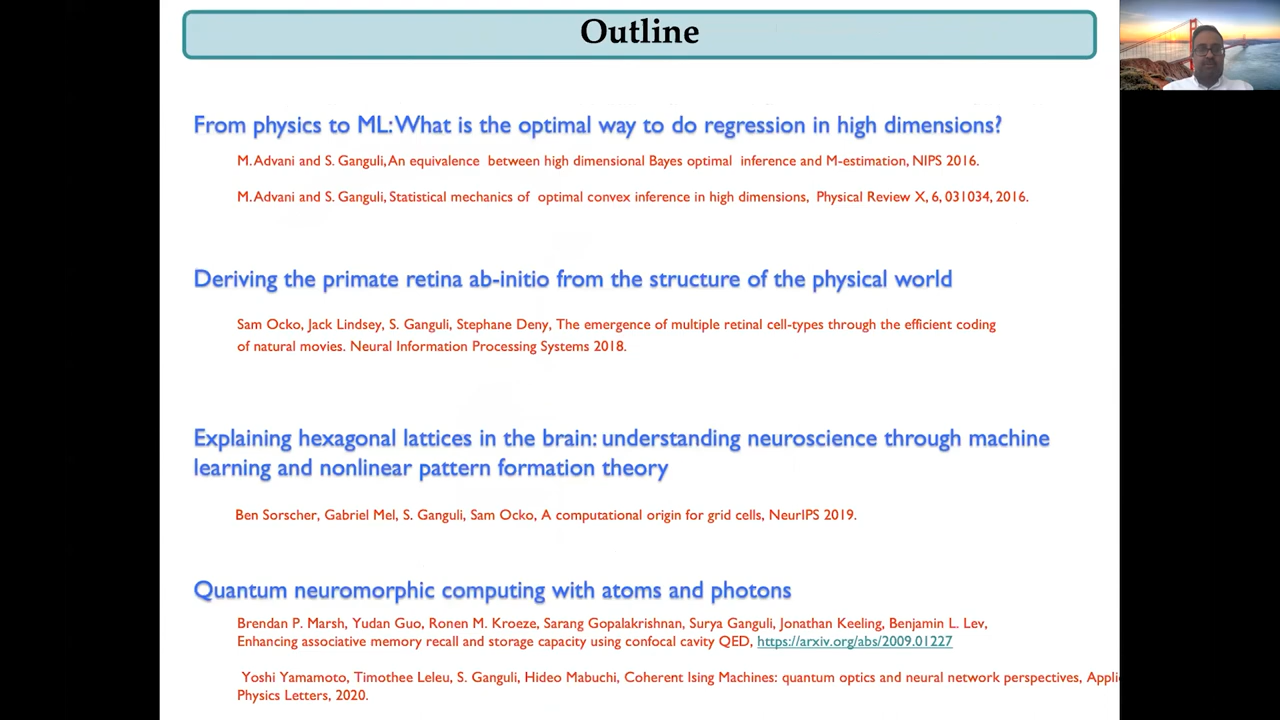 Outline
From physics to ML: What is the optimal way to do regression in high dimensions?
M. Advani and S. Ganguli, An equivalence between high dimensional Bayes optimal inference and M-estimation, NIPS 2016.
M. Advani and S. Ganguli, Statistical mechanics of optimal convex inference in high dimensions, Physical Review X, 6, 031034, 2016.
Deriving the primate retina ab-initio from the structure of the physical world
Sam Ocko, Jack Lindsey, S. Ganguli, Stephane Deny, The emergence of multiple retinal cell-types through the efficient coding
of natural movies. Neural Information Processing Systems 2018.
Explaining hexagonal lattices in the brain: understanding neuroscience through machine
learning and nonlinear pattern formation theory
Ben Sorscher, Gabriel Mel, S. Ganguli, Sam Ocko, A computational origin for grid cells, NeurIPS 2019.
Quantum neuromorphic computing with atoms and photons
Brendan P. Marsh, Yudan Guo, Ronen M. Kroeze, Sarang Gopalakrishnan, Surya Ganguli, Jonathan Keeling, Benjamin L. Lev,
Enhancing associative memory recall and storage capacity using confocal cavity QED, https://arxiv.org/abs/2009.01227
Yoshi Yamamoto, Timothee Leleu, S. Ganguli, Hideo Mabuchi, Coherent Ising Machines: quantum optics and neural network perspectives, Appli
Physics Letters, 2020.